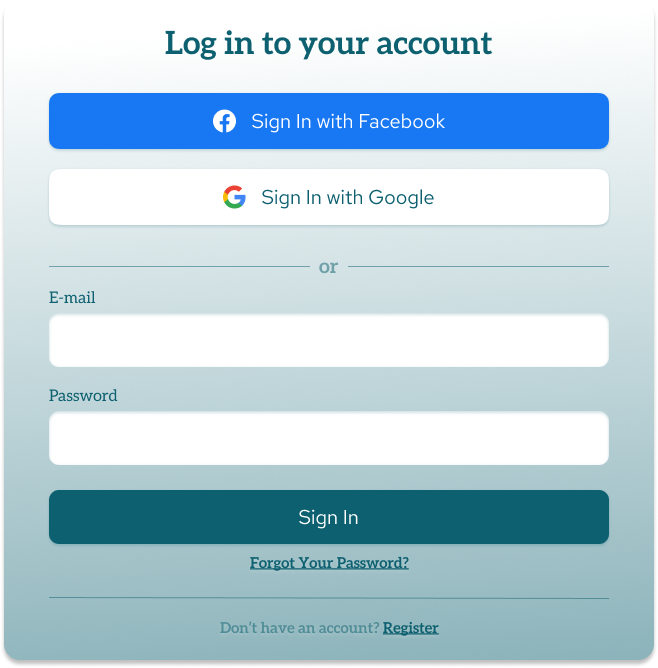 Log in to your account
Sign In with Facebook
Sign In with Google
or
E-mail
Password
Sign In
Forgot Your Password?
Don't have an account? Register